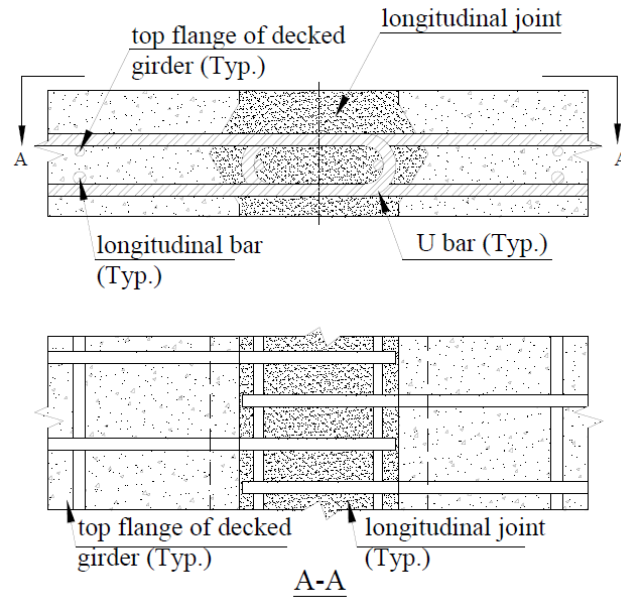 longitudinal joint
top flange of decked
girder (Typ.)
A
A
longitudinal bar
(Typ.)
U bar (Typ.)
top flange of decked
girder (Typ.)
longitudinal joint
(Typ.)
A-A